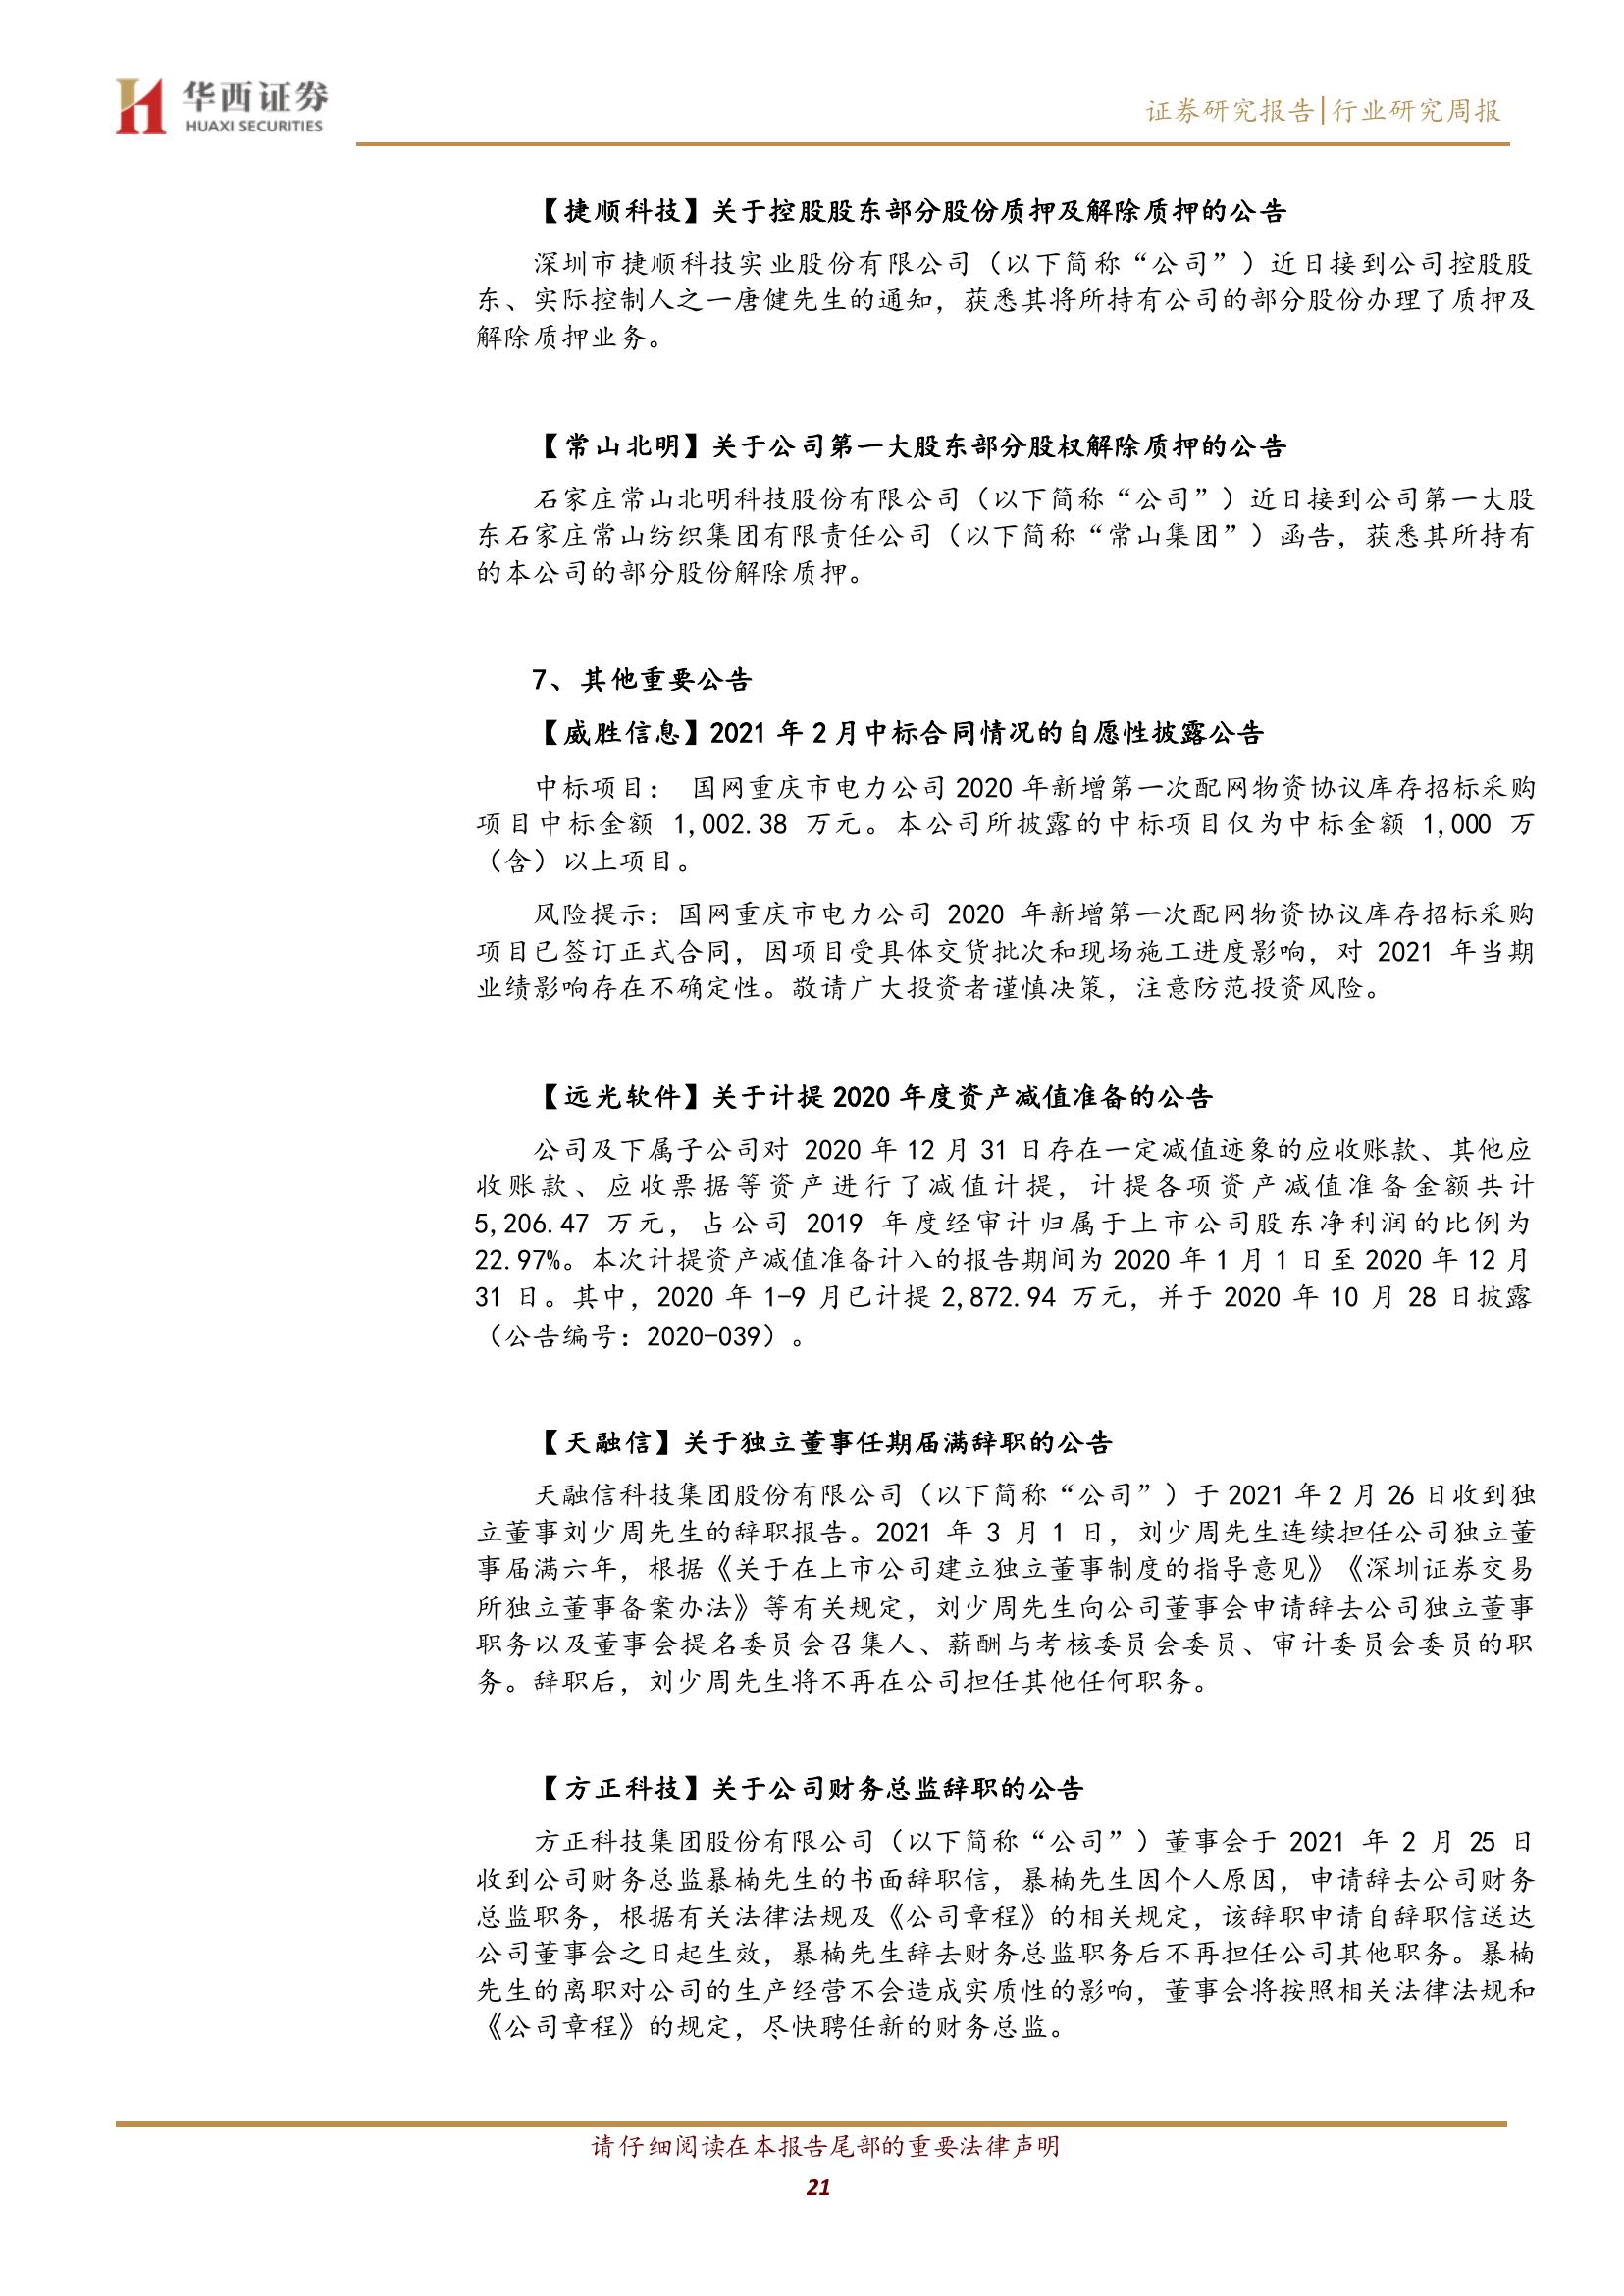 华西证券
HUAXI SECURITIES
证券研究报告|行业研究周报
【捷顺科技】关于控股股东部分股份质押及解除质押的公告
深圳市捷顺科技实业股份有限公司（以下简称“公司”）近日接到公司控股股
东、实际控制人之一唐健先生的通知，获悉其将所持有公司的部分股份办理了质押及
解除质押业务。
【常山北明】关于公司第一大股东部分股权解除质押的公告
石家庄常山北明科技股份有限公司（以下简称“公司”）近日接到公司第一大股
东石家庄常山纺织集团有限责任公司（以下简称“常山集团”）函告，获悉其所持有
的本公司的部分股份解除质押。
7、其他重要公告
【威胜信息】2021 年 2 月中标合同情况的自愿性披露公告
中标项目： 国网重庆市电力公司 2020 年新增第一次配网物资协议库存招标采购
项目中标金额 1,002.38 万元。本公司所披露的中标项目仅为中标金额 1,000 万
（含）以上项目。
风险提示：国网重庆市电力公司 2020 年新增第一次配网物资协议库存招标采购
项目已签订正式合同，因项目受具体交货批次和现场施工进度影响，对 2021 年当期
业绩影响存在不确定性。敬请广大投资者谨慎决策，注意防范投资风险。
【远光软件】关于计提 2020 年度资产减值准备的公告
公司及下属子公司对 2020 年 12 月 31 日存在一定减值迹象的应收账款、其他应
收账款、应收票据等资产进行了减值计提，计提各项资产减值准备金额共计
5,206.47 万元，占公司 2019 年度经审计归属于上市公司股东净利润的比例为
22.97%。本次计提资产减值准备计入的报告期间为 2020 年 1 月 1 日至 2020 年 12 月
31 日。其中，2020 年 1-9 月已计提 2,872.94 万元，并于 2020 年 10 月 28 日披露
（公告编号：2020-039）。
【天融信】关于独立董事任期届满辞职的公告
天融信科技集团股份有限公司（以下简称“公司”）于 2021 年 2 月 26 日收到独
立董事刘少周先生的辞职报告。2021 年 3 月 1 日，刘少周先生连续担任公司独立董
事届满六年，根据《关于在上市公司建立独立董事制度的指导意见》《深圳证券交易
所独立董事备案办法》等有关规定，刘少周先生向公司董事会申请辞去公司独立董事
职务以及董事会提名委员会召集人、薪酬与考核委员会委员、审计委员会委员的职
务。辞职后，刘少周先生将不再在公司担任其他任何职务。
【方正科技】关于公司财务总监辞职的公告
方正科技集团股份有限公司（以下简称“公司”）董事会于 2021 年 2 月 25 日
收到公司财务总监暴楠先生的书面辞职信，暴楠先生因个人原因，申请辞去公司财务
总监职务，根据有关法律法规及《公司章程》的相关规定，该辞职申请自辞职信送达
公司董事会之日起生效，暴楠先生辞去财务总监职务后不再担任公司其他职务。暴楠
先生的离职对公司的生产经营不会造成实质性的影响，董事会将按照相关法律法规和
《公司章程》的规定，尽快聘任新的财务总监。
请仔细阅读在本报告尾部的重要法律声明
21